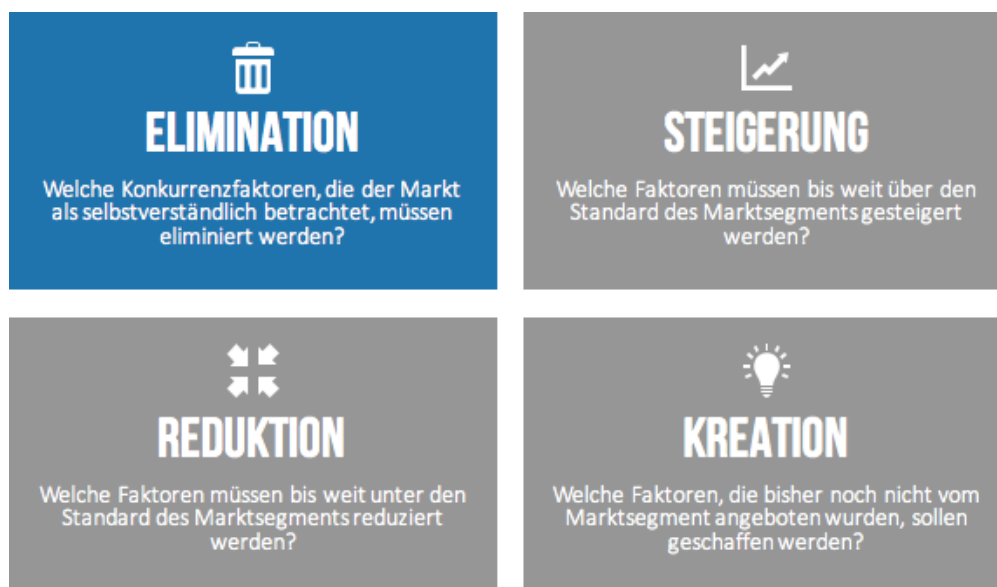 ELIMINATION
Welche Konkurrenzfaktoren, die der Markt
als selbstverständlich betrachtet, müssen
eliminiert werden?
STEIGERUNG
Welche Faktoren müssen bis weit über den
Standard des Marktsegments gesteigert
werden?
REDUKTION
Welche Faktoren müssen bis weit unter den
Standard des Marktsegments reduziert
werden?
KREATION
Welche Faktoren, die bisher noch nicht vom
Marktsegment angeboten wurden, sollen
geschaffen werden?